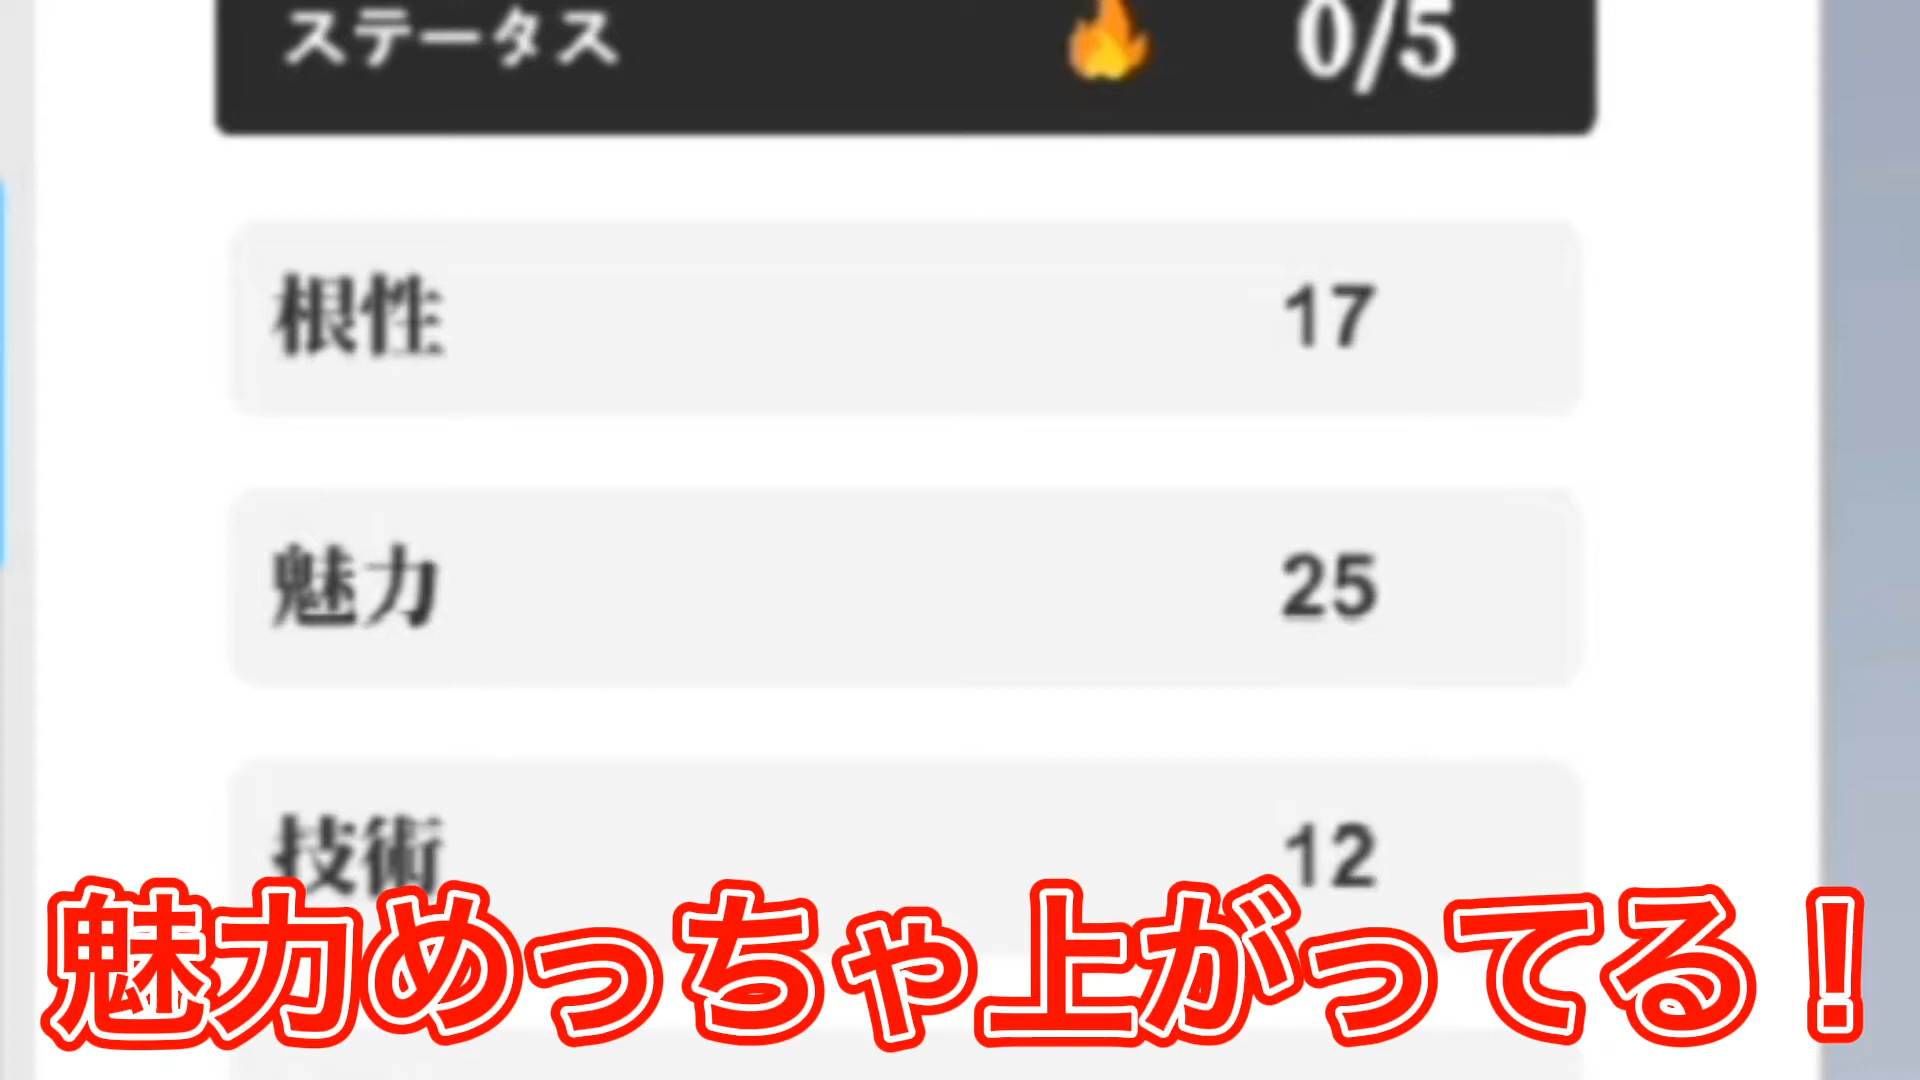 ステータス 0/5
根性 17
魅力 25
技術 12
魅力めっちゃ上がってる！